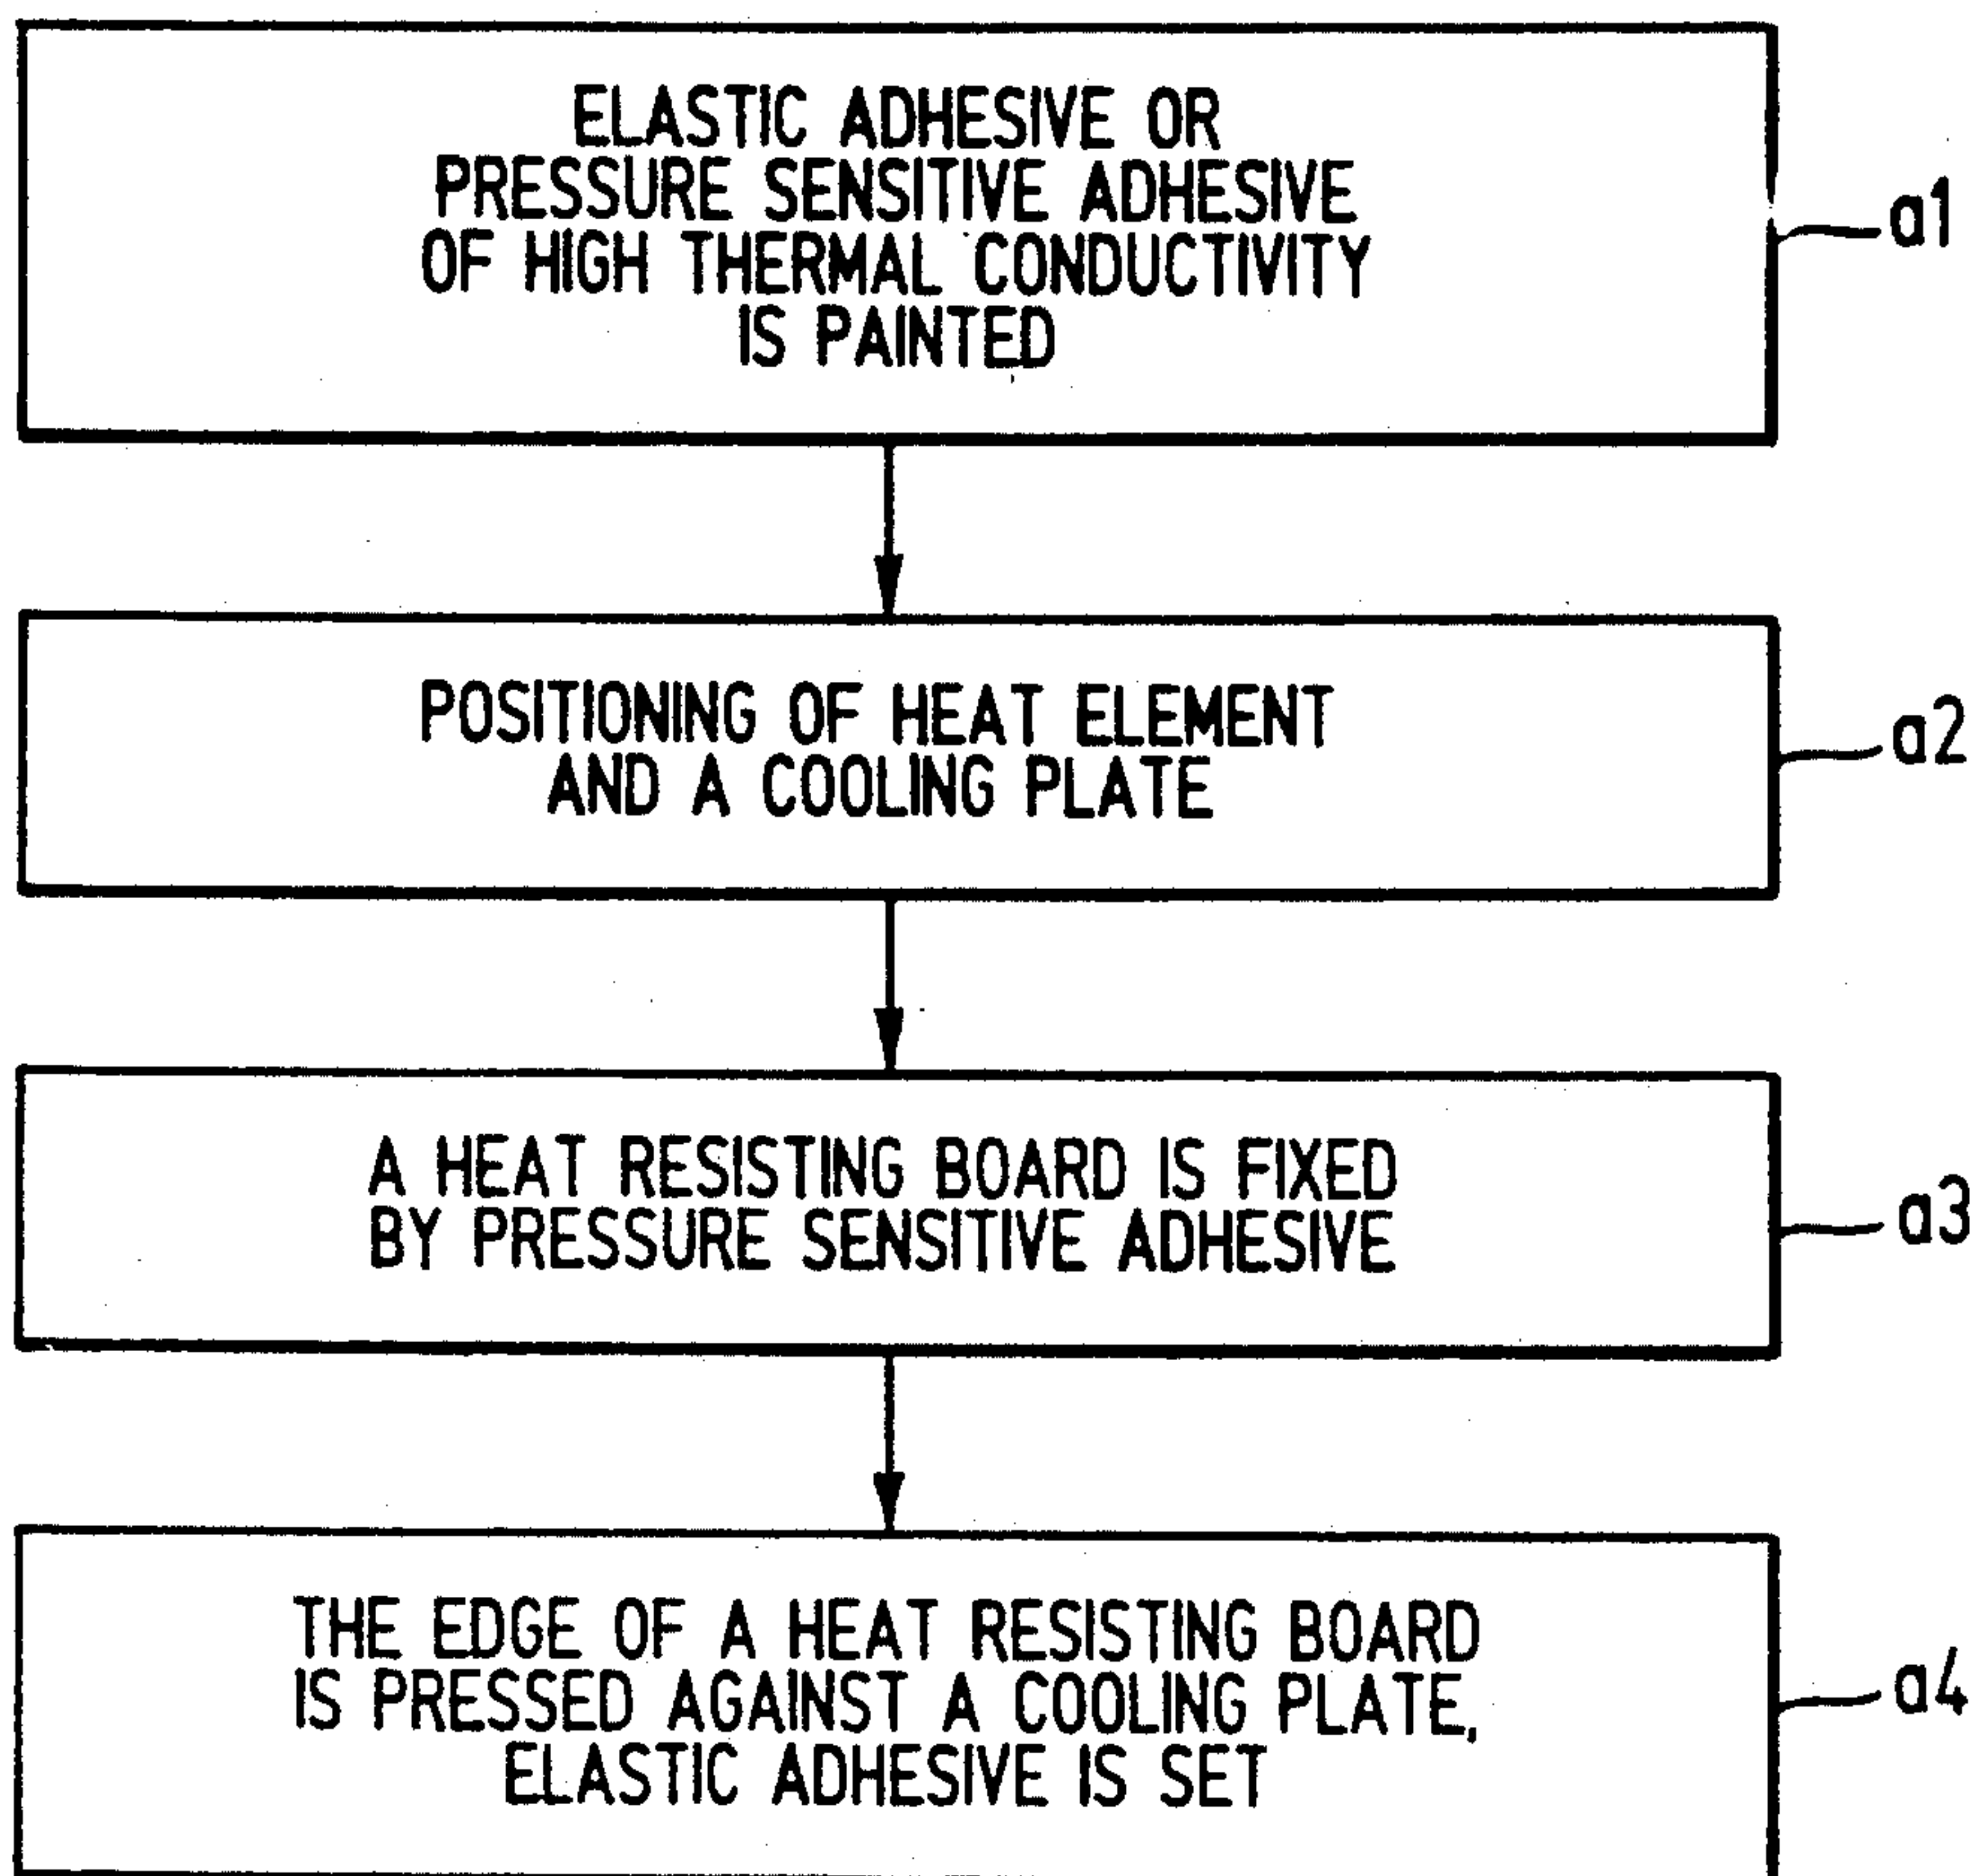 ELASTIC ADHESIVE OR
PRESSURE SENSITIVE ADHESIVE
OF HIGH THERMAL CONDUCTIVITY
IS PAINTED
a1
POSITIONING OF HEAT ELEMENT
AND A COOLING PLATE
a2
A HEAT RESISTING BOARD IS FIXED
BY PRESSURE SENSITIVE ADHESIVE
a3
THE EDGE OF A HEAT RESISTING BOARD
IS PRESSED AGAINST A COOLING PLATE,
ELASTIC ADHESIVE IS SET
a4